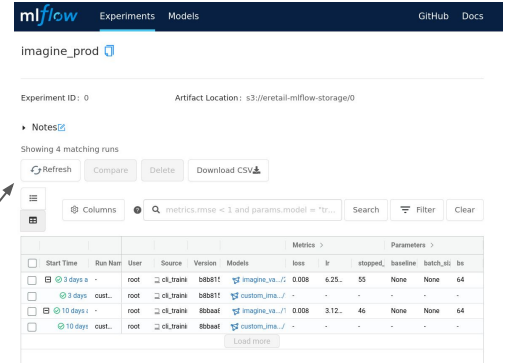 mlflow Experiments Models GitHub Docs
imagine_prod
Experiment ID: 0 Artifact Location: s3://eretail-mlflow-storage/0
Notes
Showing 4 matching runs
Refresh Compare Delete Download CSV
Columns metrics.rmse < 1 and params.model = "tr... Search Filter Clear
Metrics > Parameters >
Start Time Run Nam User Source Version Models loss lr stopped_ baseline batch_siz bs
3 days a - root cli_traini b8b815 imagine_va.../2 0.008 6.25... 55 None None 64
3 days cust... root cli_traini b8b815 custom_ima.../ - - - - - -
10 days a - root cli_traini 8bbaa8 imagine_va.../1 0.008 3.12... 46 None None 64
10 days cust... root cli_traini 8bbaa8 custom_ima.../ - - - - - -
Load more